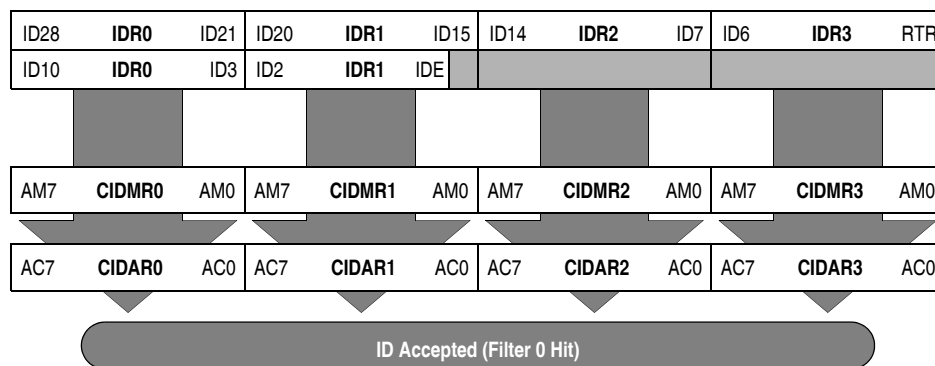 ID28 IDR0 ID21 ID20 IDR1 ID15 ID14 IDR2 ID7 ID6 IDR3 RTR
ID10 IDR0 ID3 ID2 IDR1 IDE
AM7 CIDMR0 AM0 AM7 CIDMR1 AM0 AM7 CIDMR2 AM0 AM7 CIDMR3 AM0
AC7 CIDAR0 AC0 AC7 CIDAR1 AC0 AC7 CIDAR2 AC0 AC7 CIDAR3 AC0
ID Accepted (Filter 0 Hit)